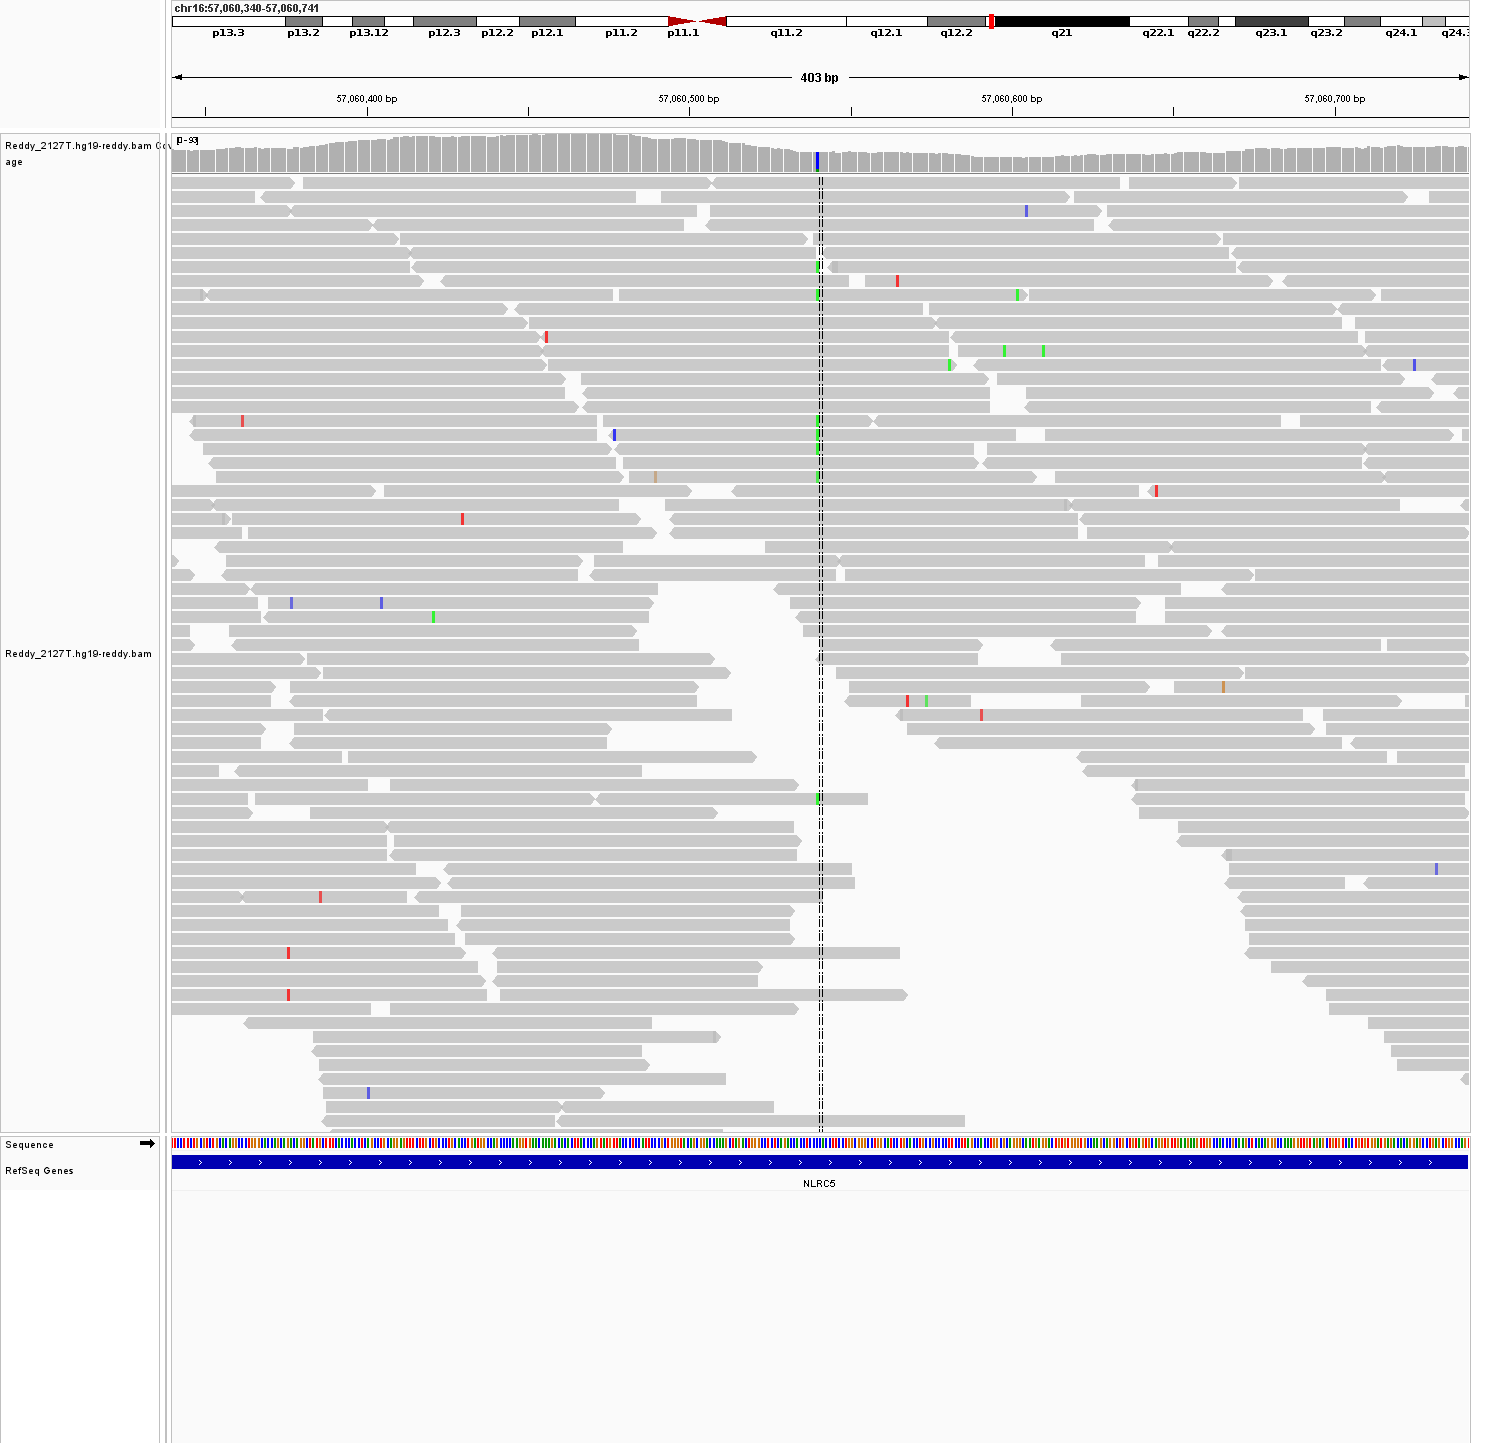 chr16:57,060,340-57,060,741
p13.3 p13.2 p13.12 p12.3 p12.2 p12.1 p11.2 p11.1 q11.2 q12.1 q12.2 q21 q22.1 q22.2 q23.1 q23.2 q24.1 q24.3
403 bp
57,060,400 bp 57,060,500 bp 57,060,600 bp 57,060,700 bp
[0-93]
Reddy_2127T.hg19-reddy.bam Cov
age
Reddy_2127T.hg19-reddy.bam
Sequence
RefSeq Genes
NLRC5